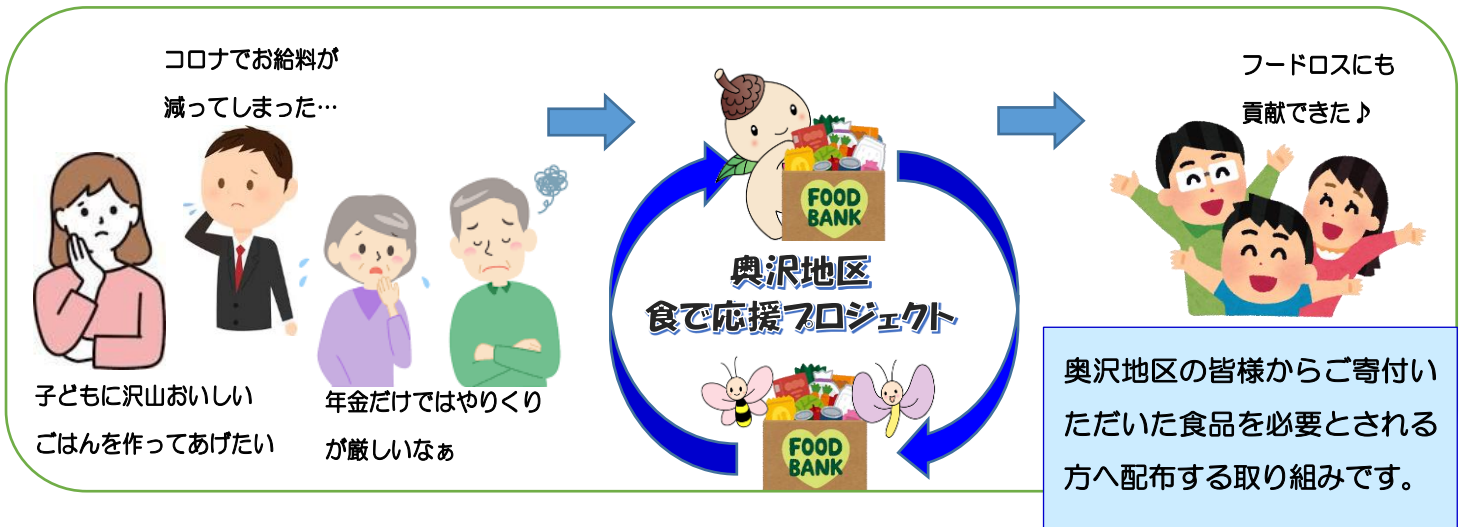 コロナでお給料が
減ってしまった…
子どもに沢山おいしい
ごはんを作ってあげたい
年金だけではやりくり
が厳しいなぁ
FOOD
BANK
奥沢地区
食で応援プロジェクト
FOOD
BANK
フードロスにも
貢献できた♪
奥沢地区の皆様からご寄付い
ただいた食品を必要とされる
方へ配布する取り組みです。